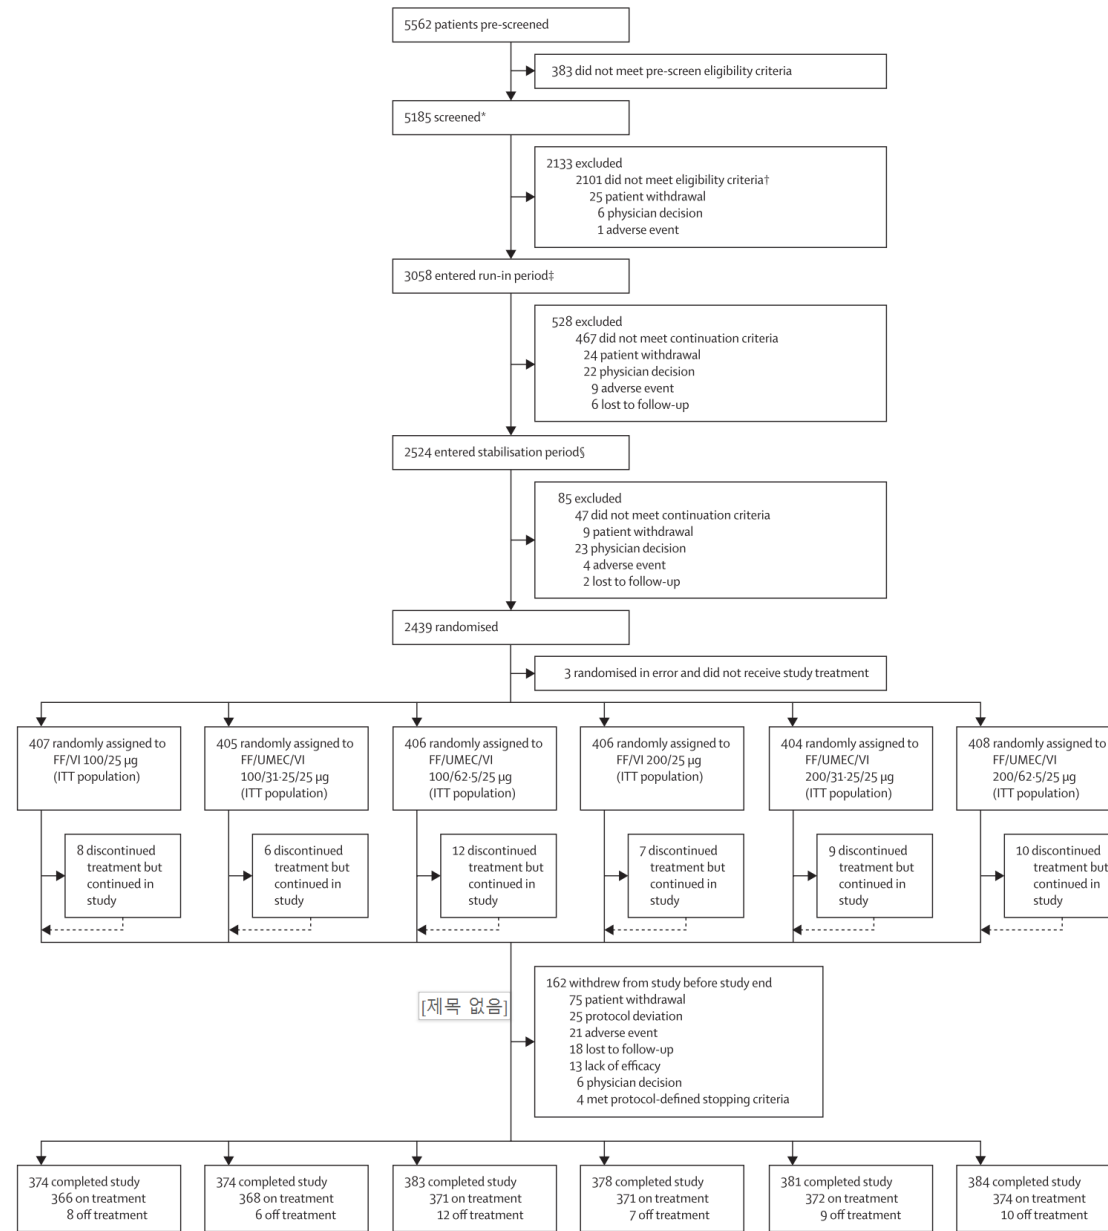 5562 patients pre-screened
383 did not meet pre-screen eligibility criteria
5185 screened*
2133 excluded
2101 did not meet eligibility criteria†
25 patient withdrawal
6 physician decision
1 adverse event
3058 entered run-in period‡
528 excluded
467 did not meet continuation criteria
24 patient withdrawal
22 physician decision
9 adverse event
6 lost to follow-up
2524 entered stabilisation period§
85 excluded
47 did not meet continuation criteria
9 patient withdrawal
23 physician decision
4 adverse event
2 lost to follow-up
2439 randomised
3 randomised in error and did not receive study treatment
407 randomly assigned to
FF/VI 100/25 µg
(ITT population)
405 randomly assigned to
FF/UMEC/VI
100/31·25/25 µg
(ITT population)
406 randomly assigned to
FF/UMEC/VI
100/62·5/25 µg
(ITT population)
406 randomly assigned to
FF/VI 200/25 µg
(ITT population)
404 randomly assigned to
FF/UMEC/VI
200/31·25/25 µg
(ITT population)
408 randomly assigned to
FF/UMEC/VI
200/62·5/25 µg
(ITT population)
8 discontinued
treatment but
continued in
study
6 discontinued
treatment but
continued in
study
12 discontinued
treatment but
continued in
study
7 discontinued
treatment but
continued in
study
9 discontinued
treatment but
continued in
study
10 discontinued
treatment but
continued in
study
[제목 없음]
162 withdrew from study before study end
75 patient withdrawal
25 protocol deviation
21 adverse event
18 lost to follow-up
13 lack of efficacy
6 physician decision
4 met protocol-defined stopping criteria
374 completed study
366 on treatment
8 off treatment
374 completed study
368 on treatment
6 off treatment
383 completed study
371 on treatment
12 off treatment
378 completed study
371 on treatment
7 off treatment
381 completed study
372 on treatment
9 off treatment
384 completed study
374 on treatment
10 off treatment